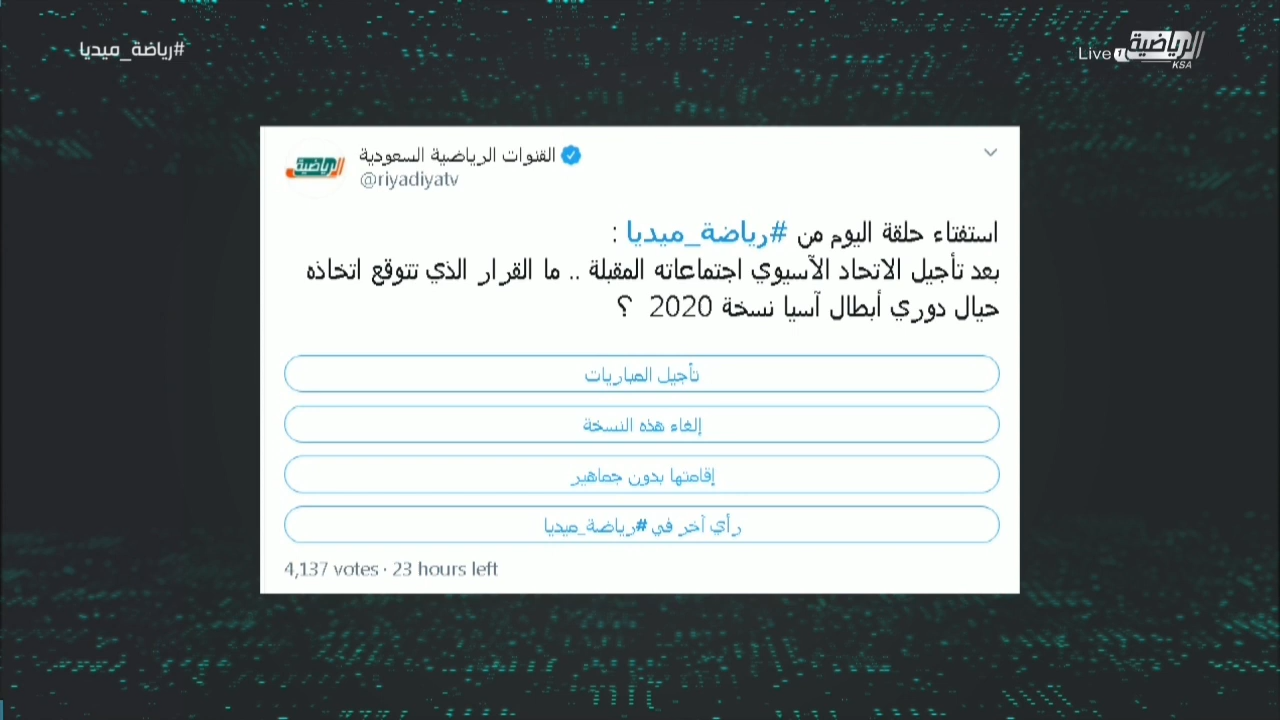 #رياضة_ميديا
Live 1 الرياضية
KSA
القنوات الرياضية السعودية
الرياضية
@riyadiyatv
استفتاء حلقة اليوم من #رياضة_ميديا :
بعد تأجيل الاتحاد الآسيوي اجتماعاته المقبلة .. ما القرار الذي تتوقع اتخاذه
حيال دوري أبطال آسيا نسخة 2020 ؟
تأجيل المباريات
إلغاء هذه النسخة
إقامتها بدون جماهير
رأي آخر في #رياضة_ميديا
4,137 votes · 23 hours left